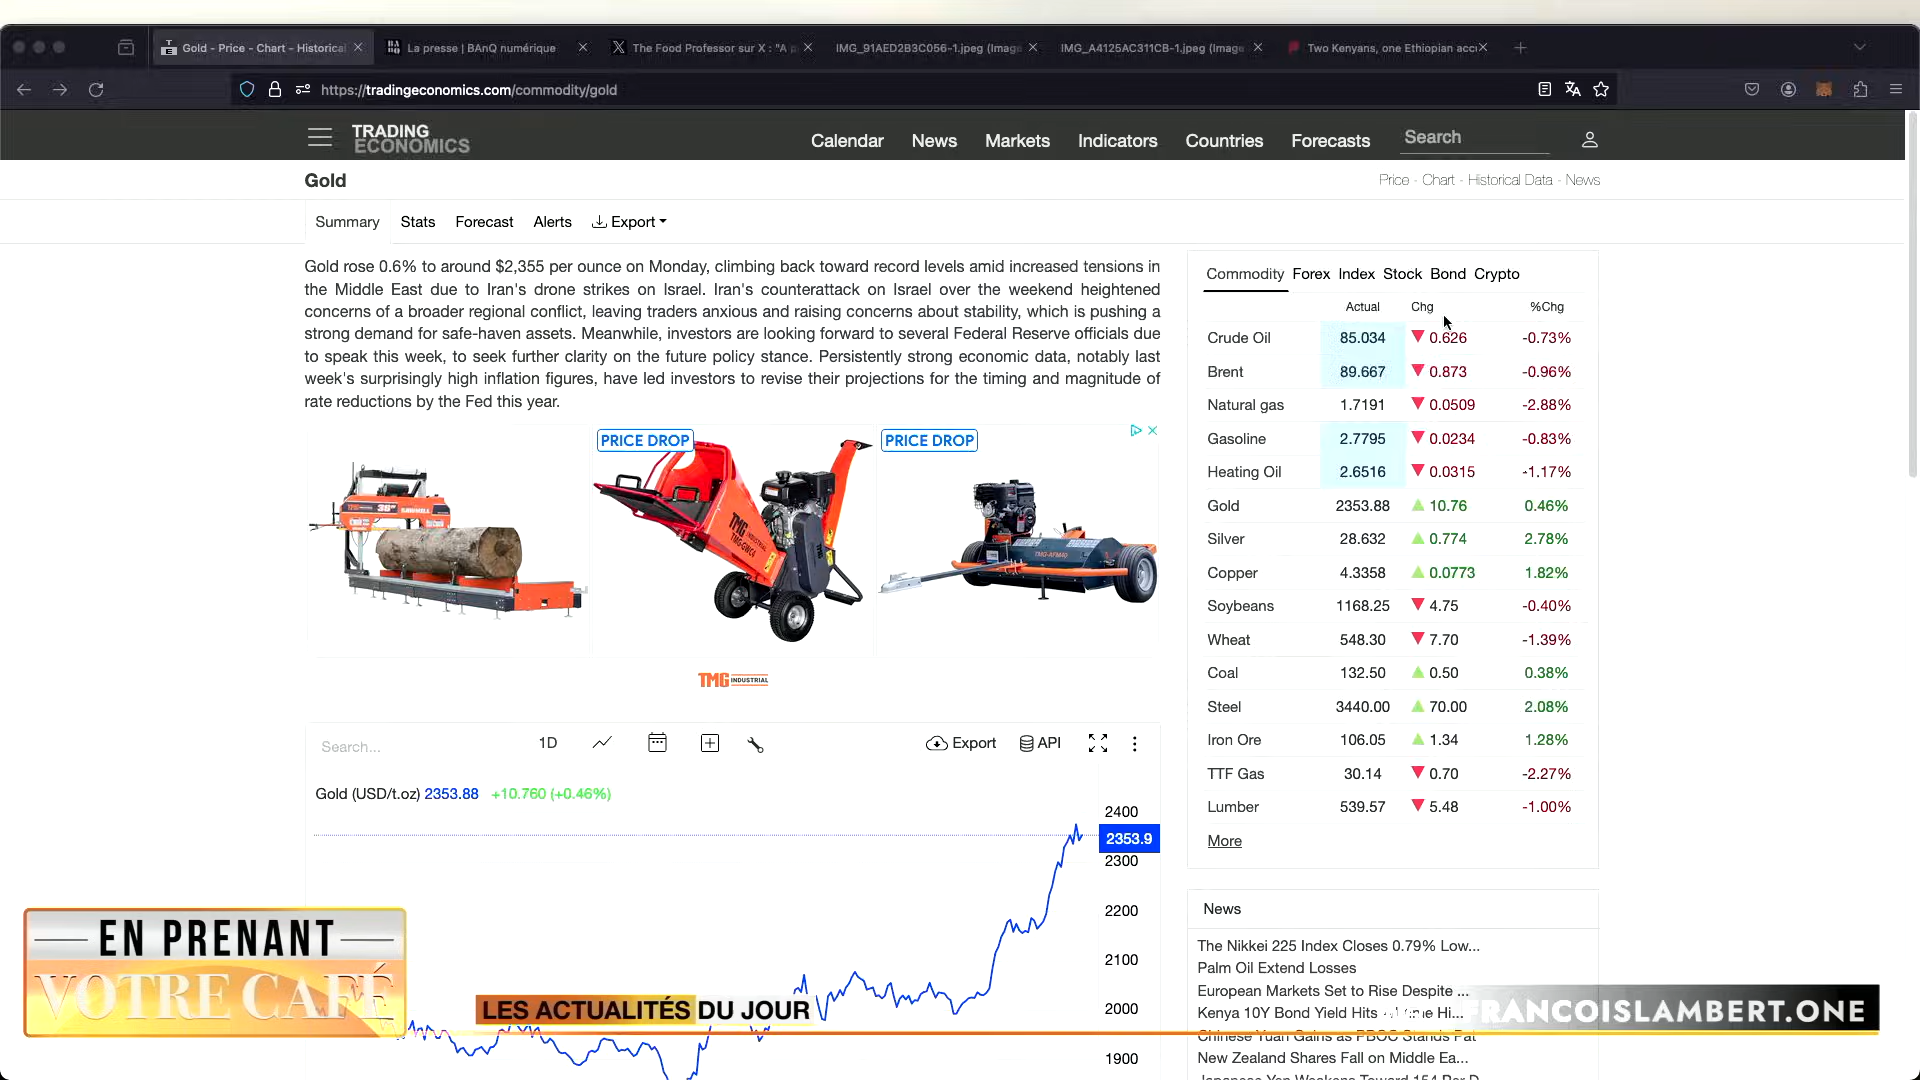 Gold - Price - Chart - Historical
La presse | BAnQ numérique
The Food Professor sur X : "A p
IMG_91AED2B3C056-1.jpeg (Image
IMG_A4125AC311CB-1.jpeg (Image
Two Kenyans, one Ethiopian acc
https://tradingeconomics.com/commodity/gold
TRADING
ECONOMICS
Calendar News Markets Indicators Countries Forecasts Search
Gold
Price - Chart - Historical Data - News
Summary Stats Forecast Alerts Export
Gold rose 0.6% to around $2,355 per ounce on Monday, climbing back toward record levels amid increased tensions in
the Middle East due to Iran's drone strikes on Israel. Iran's counterattack on Israel over the weekend heightened
concerns of a broader regional conflict, leaving traders anxious and raising concerns about stability, which is pushing a
strong demand for safe-haven assets. Meanwhile, investors are looking forward to several Federal Reserve officials due
to speak this week, to seek further clarity on the future policy stance. Persistently strong economic data, notably last
week's surprisingly high inflation figures, have led investors to revise their projections for the timing and magnitude of
rate reductions by the Fed this year.
PRICE DROP
PRICE DROP
TMG INDUSTRIAL
Search...
1D
Export
API
Gold (USD/t.oz) 2353.88 +10.760 (+0.46%)
2400
2353.9
2300
2200
2100
2000
1900
Commodity Forex Index Stock Bond Crypto
Actual Chg %Chg
Crude Oil 85.034 0.626 -0.73%
Brent 89.667 0.873 -0.96%
Natural gas 1.7191 0.0509 -2.88%
Gasoline 2.7795 0.0234 -0.83%
Heating Oil 2.6516 0.0315 -1.17%
Gold 2353.88 10.76 0.46%
Silver 28.632 0.774 2.78%
Copper 4.3358 0.0773 1.82%
Soybeans 1168.25 4.75 -0.40%
Wheat 548.30 7.70 -1.39%
Coal 132.50 0.50 0.38%
Steel 3440.00 70.00 2.08%
Iron Ore 106.05 1.34 1.28%
TTF Gas 30.14 0.70 -2.27%
Lumber 539.57 5.48 -1.00%
More
News
The Nikkei 225 Index Closes 0.79% Low...
Palm Oil Extend Losses
European Markets Set to Rise Despite ...
Kenya 10Y Bond Yield Hits
Chinese Yuan Gains as PBOC Stands Pat
New Zealand Shares Fall on Middle Ea...
EN PRENANT
VOTRE CAFÉ
LES ACTUALITÉS DU JOUR
FRANCOISLAMBERT.ONE